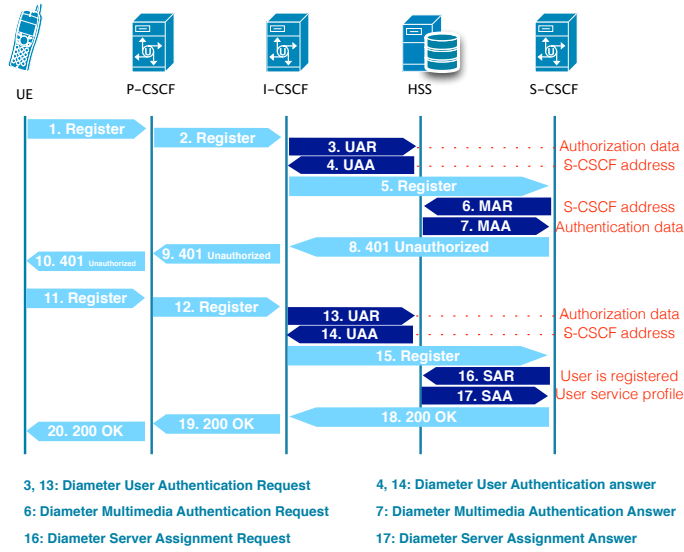 UE
P-CSCF
I-CSCF
HSS
S-CSCF
1. Register
2. Register
3. UAR
Authorization data
4. UAA
S-CSCF address
5. Register
6. MAR
S-CSCF address
7. MAA
Authentication data
8. 401 Unauthorized
9. 401 Unauthorized
10. 401 Unauthorized
11. Register
12. Register
13. UAR
Authorization data
14. UAA
S-CSCF address
15. Register
16. SAR
User is registered
17. SAA
User service profile
18. 200 OK
19. 200 OK
20. 200 OK
3, 13: Diameter User Authentication Request
4, 14: Diameter User Authentication answer
6: Diameter Multimedia Authentication Request
7: Diameter Multimedia Authentication Answer
16: Diameter Server Assignment Request
17: Diameter Server Assignment Answer